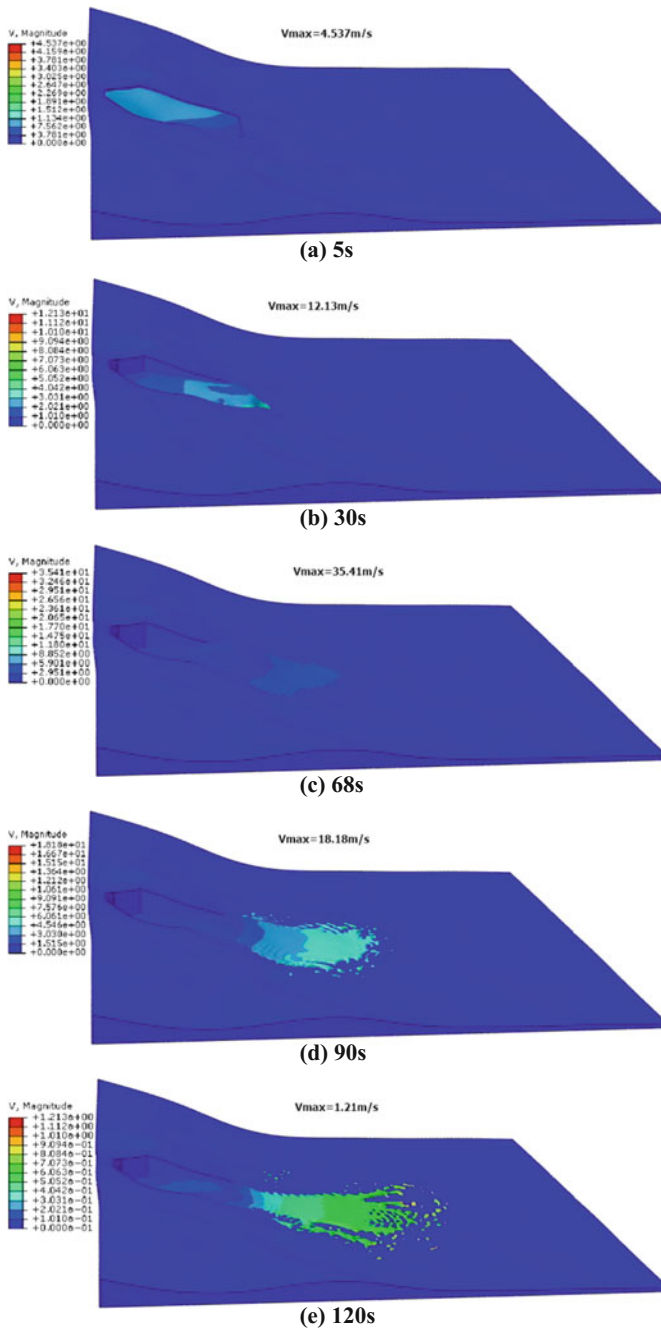 V, Magnitude
Vmax=4.537m/s
+4.537e+00
+4.159e+00
+3.781e+00
+3.403e+00
+3.025e+00
+2.647e+00
+2.269e+00
+1.891e+00
+1.512e+00
+1.134e+00
+7.562e+00
+3.781e+00
+0.000e+00
(a) 5s
V, Magnitude
Vmax=12.13m/s
+1.213e+01
+1.112e+01
+1.010e+01
+9.094e+00
+8.084e+00
+7.073e+00
+6.063e+00
+5.052e+00
+4.042e+00
+3.031e+00
+2.021e+00
+1.010e+00
+0.000e+00
(b) 30s
V, Magnitude
Vmax=35.41m/s
+3.541e+01
+3.246e+01
+2.951e+01
+2.656e+01
+2.361e+01
+2.065e+01
+1.770e+01
+1.475e+01
+1.180e+01
+8.852e+00
+5.901e+00
+2.951e+00
+0.000e+00
(c) 68s
V, Magnitude
Vmax=18.18m/s
+1.818e+01
+1.667e+01
+1.515e+01
+1.364e+01
+1.212e+01
+1.061e+01
+9.091e+00
+7.576e+00
+6.061e+00
+4.546e+00
+3.030e+00
+1.515e+00
+0.000e+00
(d) 90s
V, Magnitude
Vmax=1.21m/s
+1.213e+00
+1.112e+00
+1.010e+00
+9.094e-01
+8.084e-01
+7.073e-01
+6.063e-01
+5.052e-01
+4.042e-01
+3.031e-01
+2.021e-01
+1.010e-01
+0.000e-01
(e) 120s